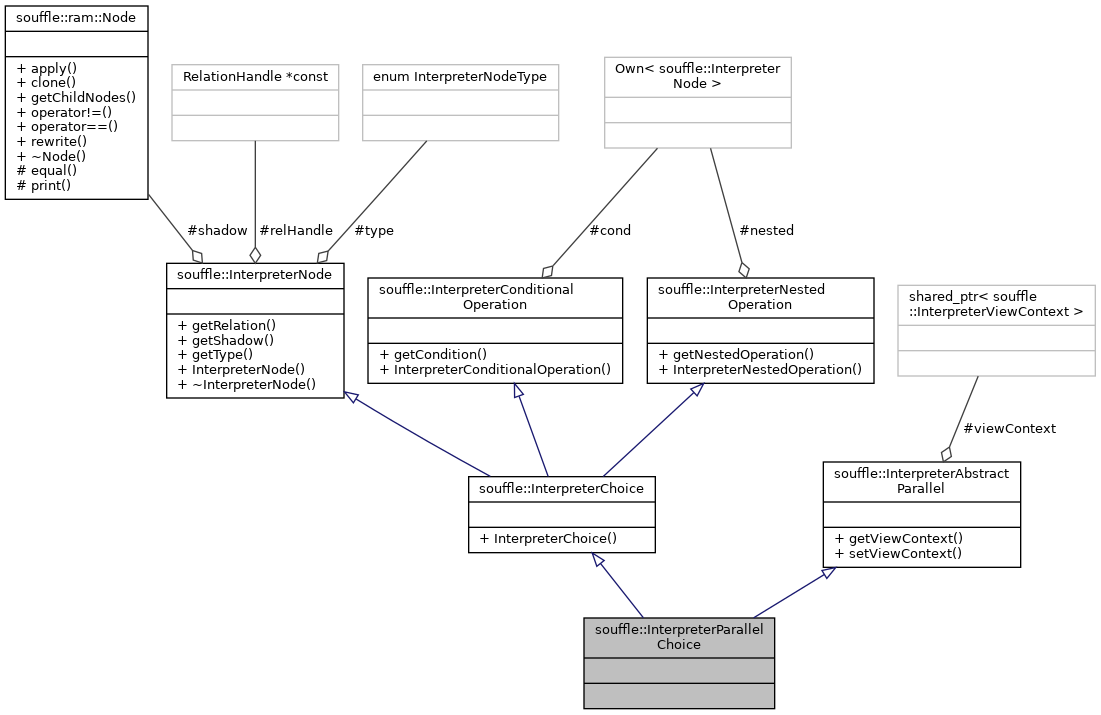 souffle::ram::Node
+ apply()
+ clone()
+ getChildNodes()
+ operator!=()
+ operator==()
+ rewrite()
+ ~Node()
# equal()
# print()
RelationHandle *const
enum InterpreterNodeType
Own< souffle::Interpreter
Node >
#shadow
#relHandle
#type
#cond
#nested
souffle::InterpreterNode
+ getRelation()
+ getShadow()
+ getType()
+ InterpreterNode()
+ ~InterpreterNode()
souffle::InterpreterConditional
Operation
+ getCondition()
+ InterpreterConditionalOperation()
souffle::InterpreterNested
Operation
+ getNestedOperation()
+ InterpreterNestedOperation()
shared_ptr< souffle
::InterpreterViewContext >
#viewContext
souffle::InterpreterChoice
+ InterpreterChoice()
souffle::InterpreterAbstract
Parallel
+ getViewContext()
+ setViewContext()
souffle::InterpreterParallel
Choice